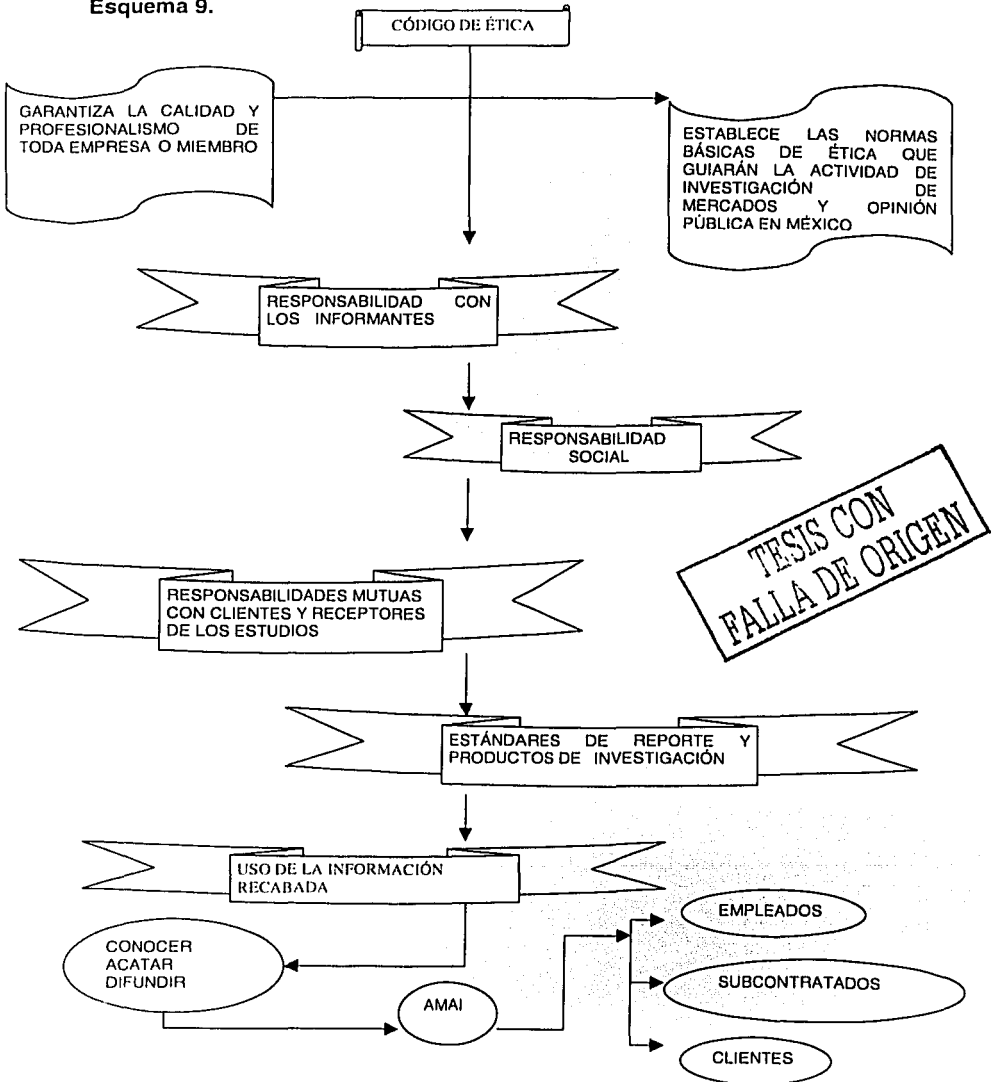 Esquema 9.
CÓDIGO DE ÉTICA
GARANTIZA LA CALIDAD Y
PROFESIONALISMO DE
TODA EMPRESA O MIEMBRO
ESTABLECE LAS NORMAS
BÁSICAS DE ÉTICA QUE
GUIARÁN LA ACTIVIDAD DE
INVESTIGACIÓN DE
MERCADOS Y OPINIÓN
PÚBLICA EN MÉXICO
RESPONSABILIDAD CON
LOS INFORMANTES
RESPONSABILIDAD
SOCIAL
TESIS CON
FALLA DE ORIGEN
RESPONSABILIDADES MUTUAS
CON CLIENTES Y RECEPTORES
DE LOS ESTUDIOS
ESTÁNDARES DE REPORTE Y
PRODUCTOS DE INVESTIGACIÓN
USO DE LA INFORMACIÓN
RECABADA
CONOCER
ACATAR
DIFUNDIR
AMAI
EMPLEADOS
SUBCONTRATADOS
CLIENTES